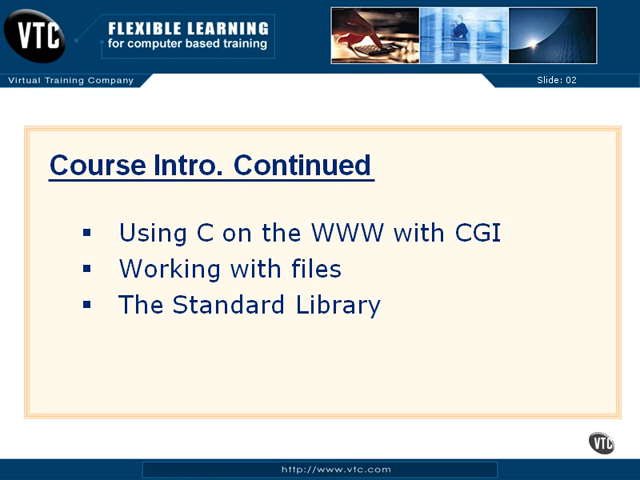 VTC
FLEXIBLE LEARNING
for computer based training
Virtual Training Company
Slide: 02
Course Intro. Continued
▪ Using C on the WWW with CGI
▪ Working with files
▪ The Standard Library
VTC
http://www.vtc.com